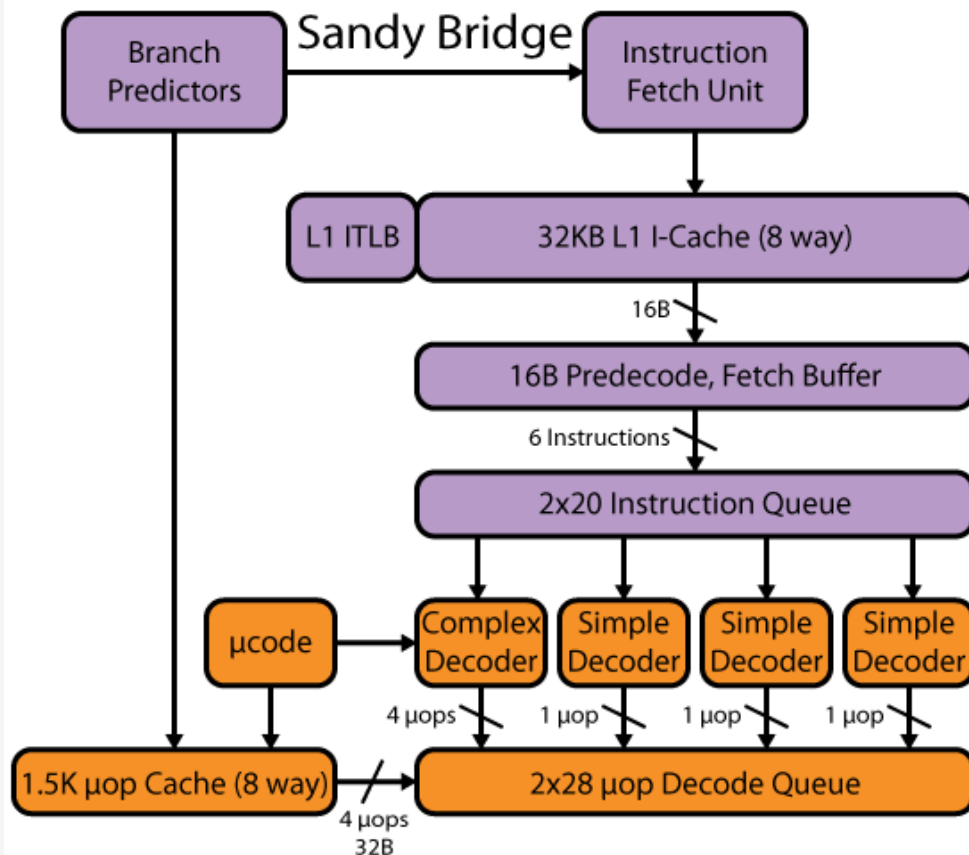 Sandy Bridge
Branch
Predictors
Instruction
Fetch Unit
L1 ITLB
32KB L1 I-Cache (8 way)
16B
16B Predecode, Fetch Buffer
6 Instructions
2x20 Instruction Queue
µcode
Complex
Decoder
Simple
Decoder
Simple
Decoder
Simple
Decoder
4 µops
1 µop
1 µop
1 µop
1.5K µop Cache (8 way)
4 µops
32B
2x28 µop Decode Queue